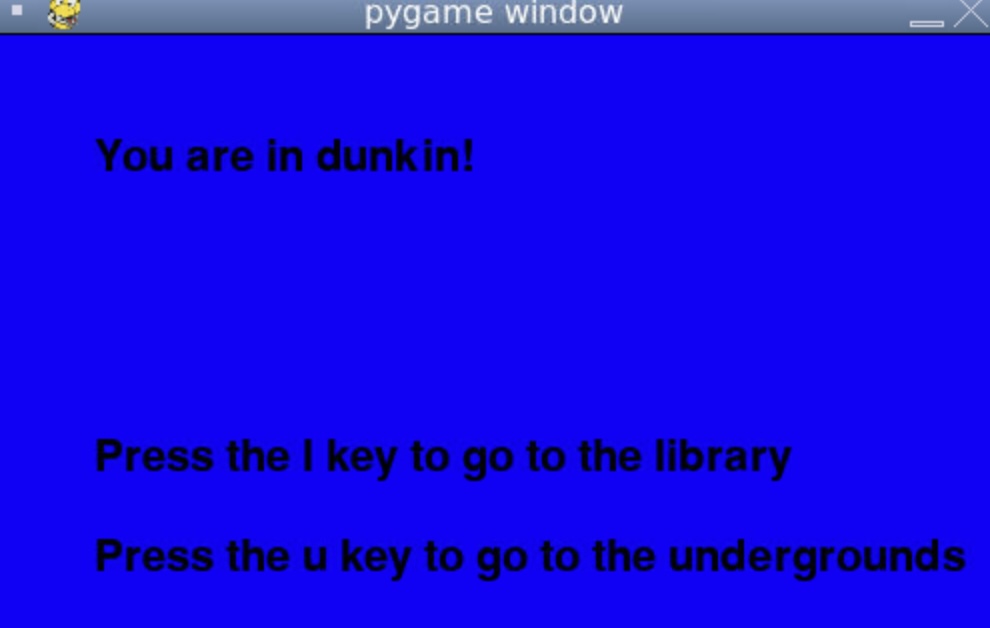 pygame window
You are in dunkin!
Press the l key to go to the library
Press the u key to go to the undergrounds